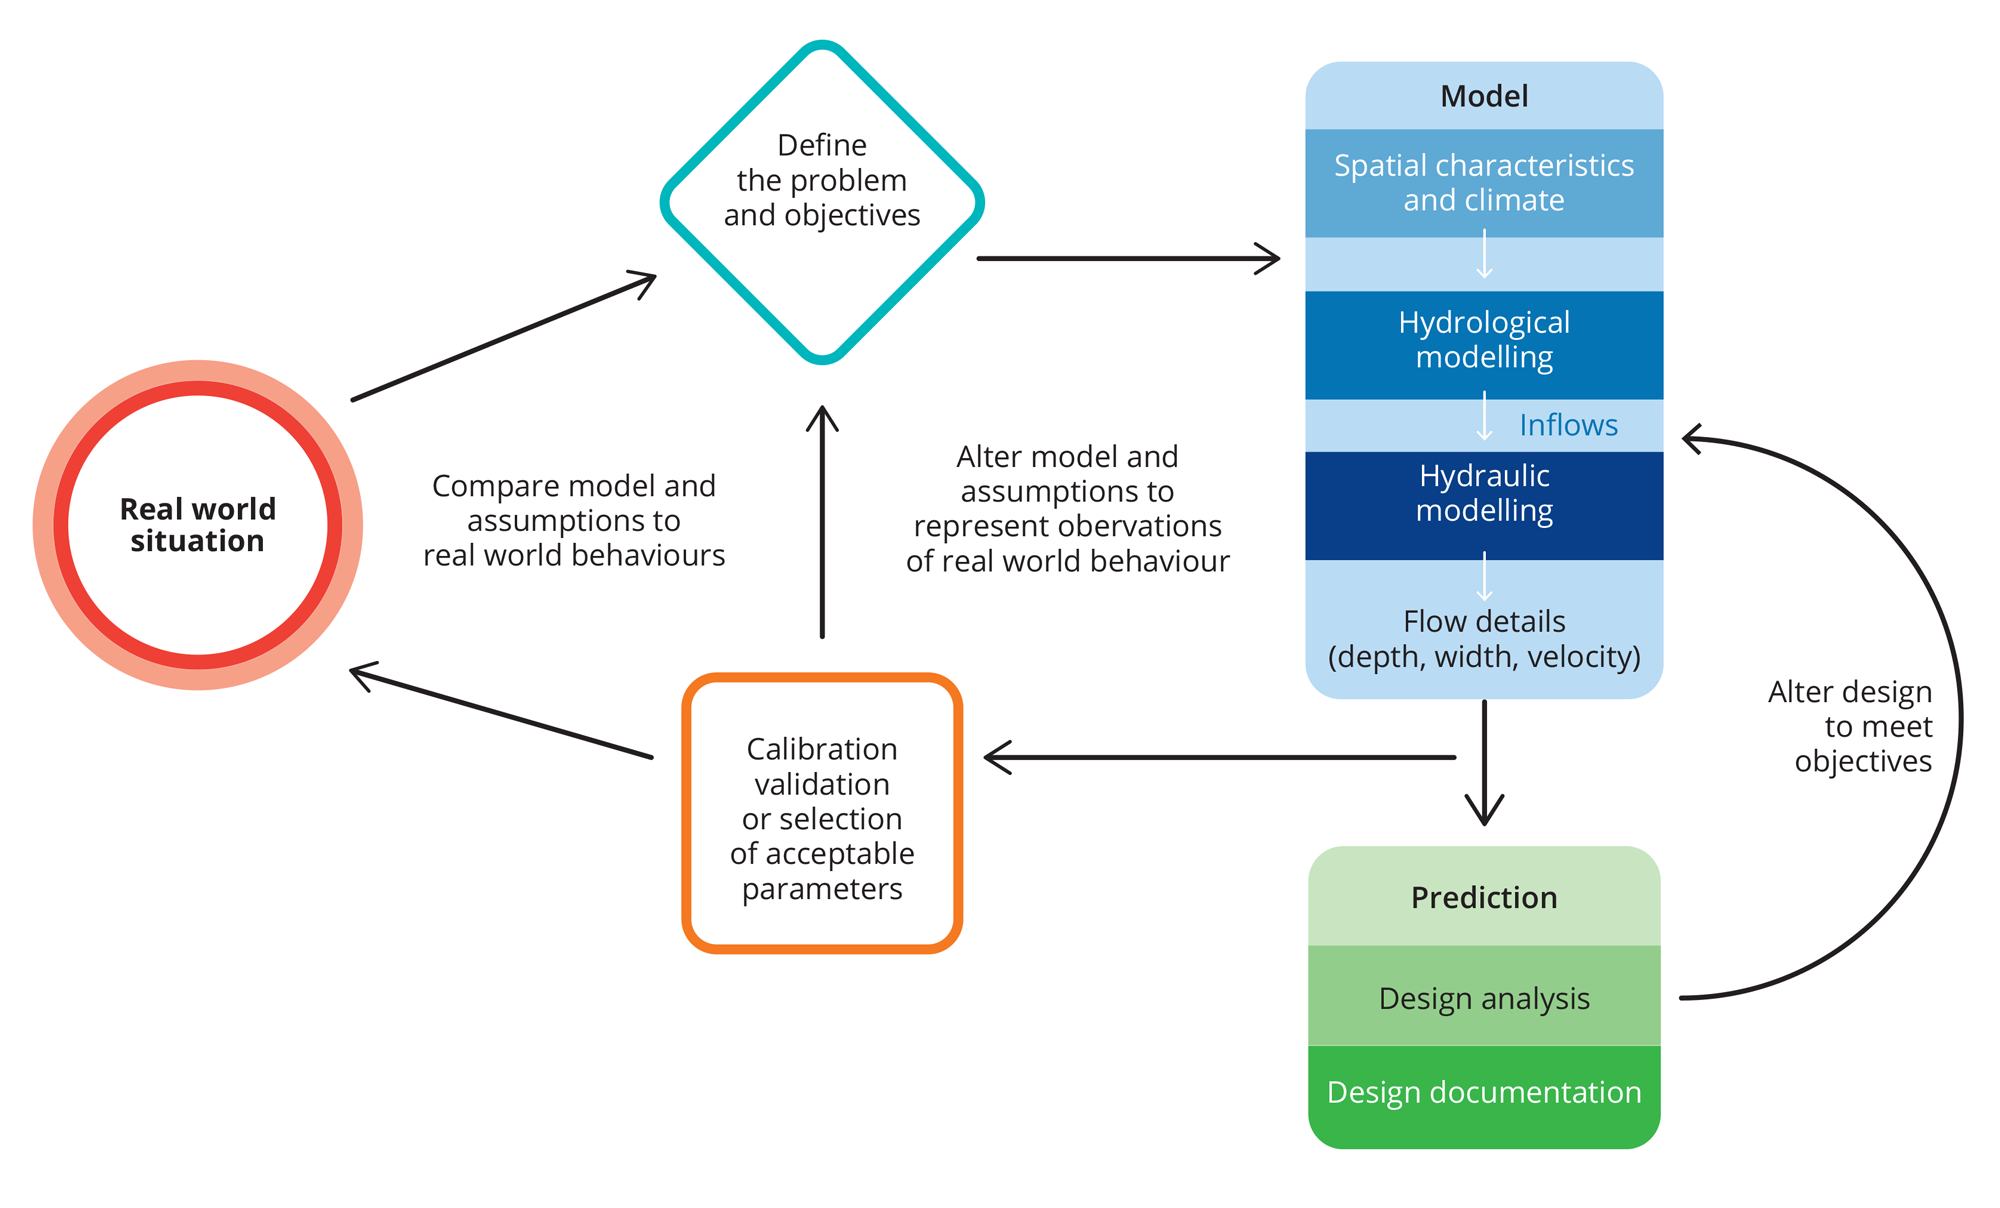 Define
the problem
and objectives
Model
Spatial characteristics
and climate
Hydrological
modelling
Inflows
Hydraulic
modelling
Flow details
(depth, width, velocity)
Real world
situation
Compare model and
assumptions to
real world behaviours
Alter model and
assumptions to
represent obervations
of real world behaviour
Calibration
validation
or selection
of acceptable
parameters
Alter design
to meet
objectives
Prediction
Design analysis
Design documentation